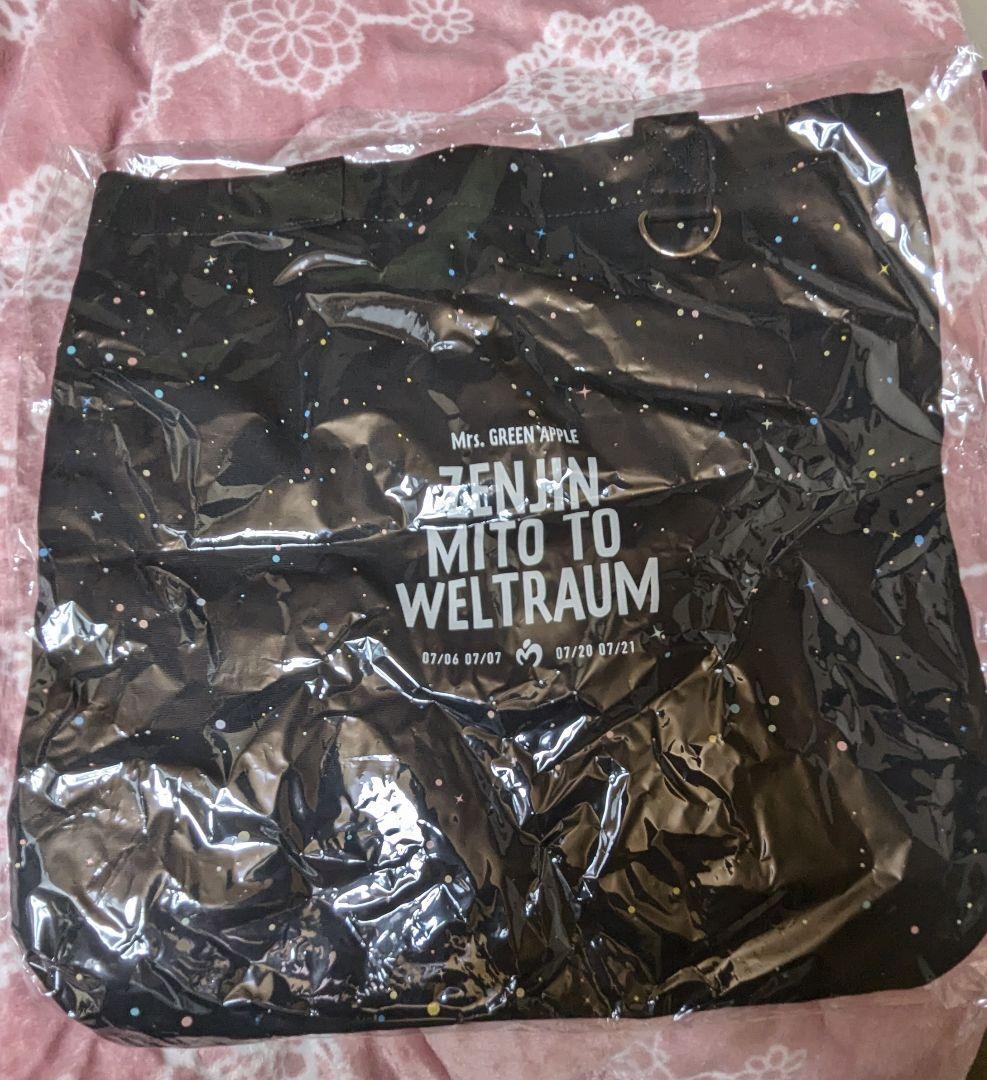 Mrs. GREEN APPLE
ZENJIN
MITO TO
WELTRAUM
07/06 07/07 07/20 07/21